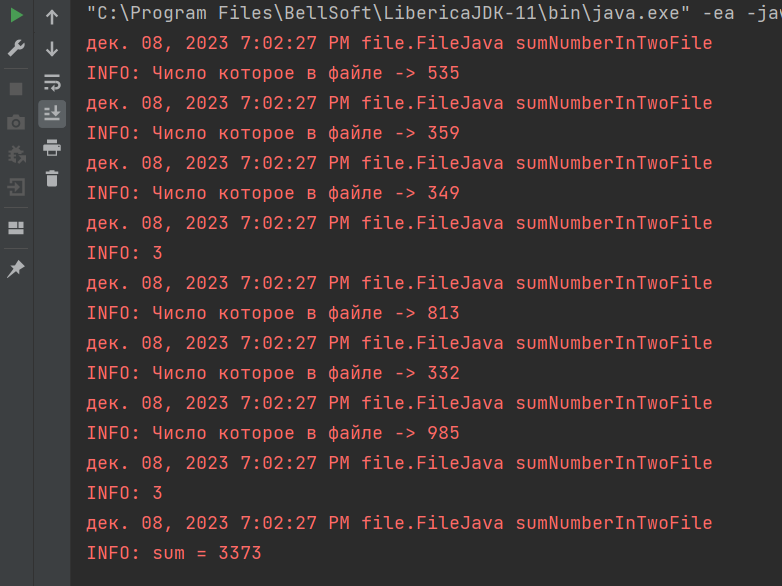 "C:\Program Files\BellSoft\LibericaJDK-11\bin\java.exe" -ea -jav
дек. 08, 2023 7:02:27 PM file.FileJava sumNumberInTwoFile
INFO: Число которое в файле -> 535
дек. 08, 2023 7:02:27 PM file.FileJava sumNumberInTwoFile
INFO: Число которое в файле -> 359
дек. 08, 2023 7:02:27 PM file.FileJava sumNumberInTwoFile
INFO: Число которое в файле -> 349
дек. 08, 2023 7:02:27 PM file.FileJava sumNumberInTwoFile
INFO: 3
дек. 08, 2023 7:02:27 PM file.FileJava sumNumberInTwoFile
INFO: Число которое в файле -> 813
дек. 08, 2023 7:02:27 PM file.FileJava sumNumberInTwoFile
INFO: Число которое в файле -> 332
дек. 08, 2023 7:02:27 PM file.FileJava sumNumberInTwoFile
INFO: Число которое в файле -> 985
дек. 08, 2023 7:02:27 PM file.FileJava sumNumberInTwoFile
INFO: 3
дек. 08, 2023 7:02:27 PM file.FileJava sumNumberInTwoFile
INFO: sum = 3373